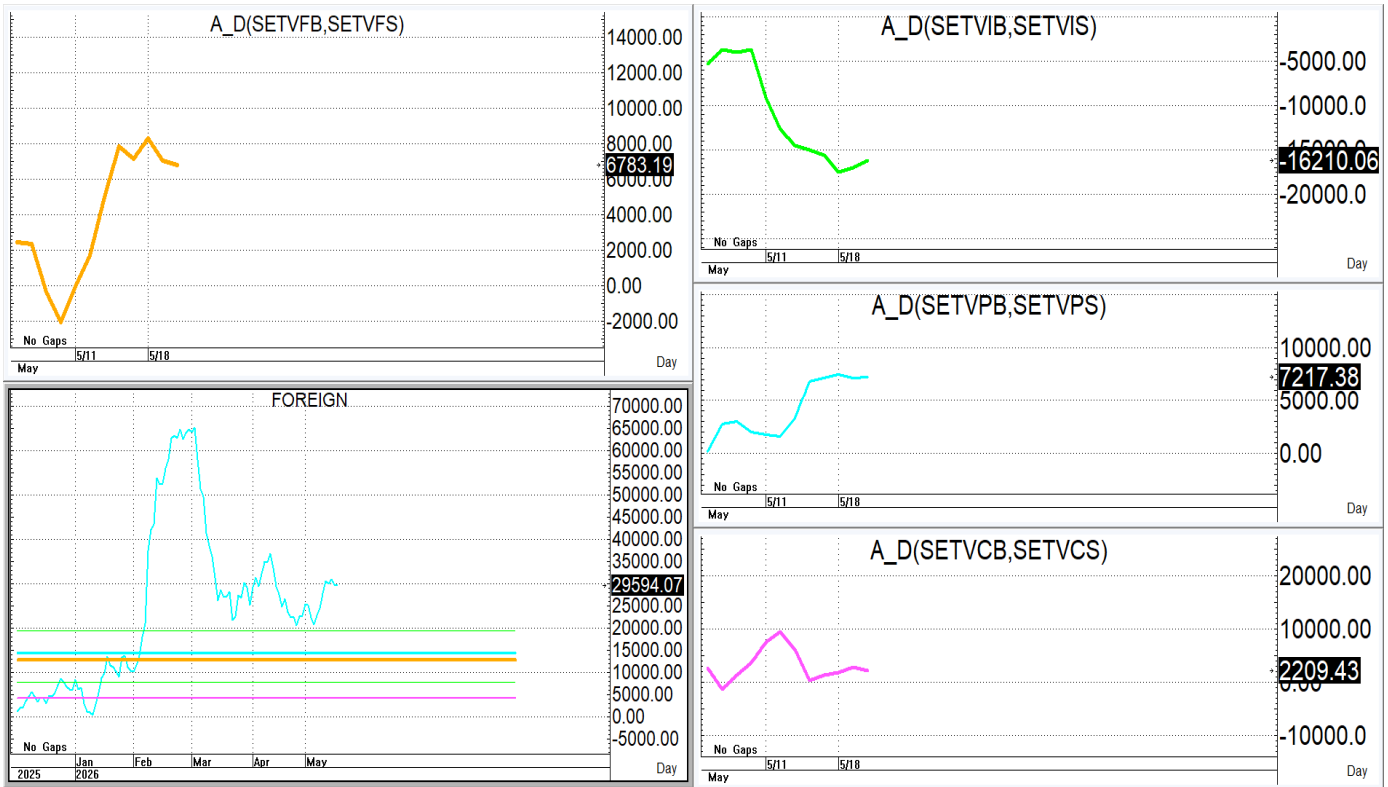 A_D(SETVFB,SETVFS)
14000.00
12000.00
10000.00
8000.00
6783.19
6000.00
4000.00
2000.00
0.00
-2000.00
No Gaps
5/11
5/18
May
Day
FOREIGN
70000.00
65000.00
60000.00
55000.00
50000.00
45000.00
40000.00
35000.00
29594.07
25000.00
20000.00
15000.00
10000.00
5000.00
0.00
-5000.00
No Gaps
Jan
Feb
Mar
Apr
May
2025
2026
Day
A_D(SETVIB,SETVIS)
-5000.00
-10000.0
-16210.06
-20000.0
No Gaps
5/11
5/18
May
Day
A_D(SETVPB,SETVPS)
10000.00
7217.38
5000.00
0.00
No Gaps
5/11
5/18
May
Day
A_D(SETVCB,SETVCS)
20000.00
10000.00
2209.43
-10000.0
No Gaps
5/11
5/18
May
Day